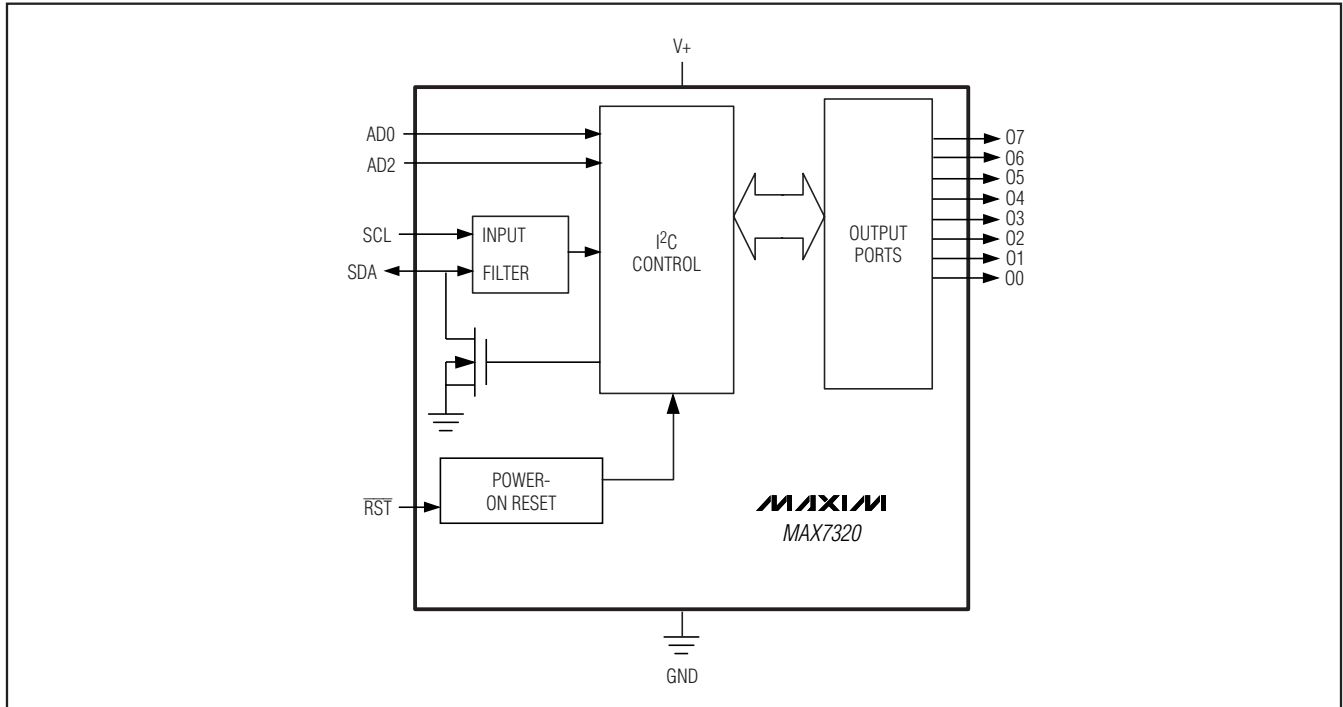 V+
AD0
AD2
SCL
SDA
INPUT
FILTER
I²C
CONTROL
OUTPUT
PORTS
O7
O6
O5
O4
O3
O2
O1
O0
RST
POWER-
ON RESET
MAXIM
MAX7320
GND